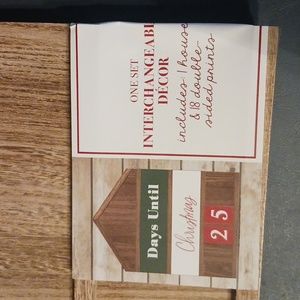 ONE SET
INTERCHANGEABLE
DÉCOR
includes 1 house
& 18 double
sided prints
Days Until
Christmas
2 5